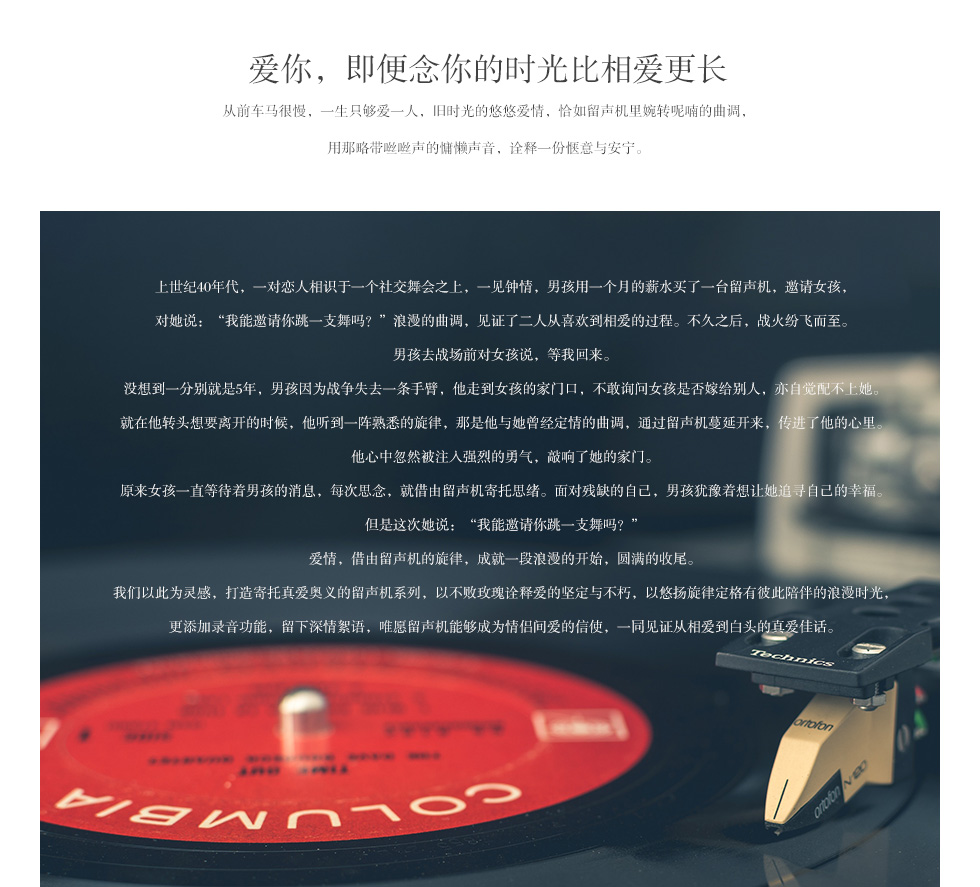 爱你，即便念你的时光比相爱更长
从前车马很慢，一生只够爱一人，旧时光的悠悠爱情，恰如留声机里婉转呢喃的曲调，
用那略带咝咝声的慵懒声音，诠释一份惬意与安宁。
上世纪40年代，一对恋人相识于一个社交舞会之上，一见钟情，男孩用一个月的薪水买了一台留声机，邀请女孩，
对她说：“我能邀请你跳一支舞吗？”浪漫的曲调，见证了二人从喜欢到相爱的过程。不久之后，战火纷飞而至。
男孩去战场前对女孩说，等我回来。
没想到一分别就是5年，男孩因为战争失去一条手臂，他走到女孩的家门口，不敢询问女孩是否嫁给别人，亦自觉配不上她。
就在他转头想要离开的时候，他听到一阵熟悉的旋律，那是他与她曾经定情的曲调，通过留声机蔓延开来，传进了他的心里。
他心中忽然被注入强烈的勇气，敲响了她的家门。
原来女孩一直等待着男孩的消息，每次思念，就借由留声机寄托思绪。面对残缺的自己，男孩犹豫着想让她追寻自己的幸福。
但是这次她说：“我能邀请你跳一支舞吗？”
爱情，借由留声机的旋律，成就一段浪漫的开始，圆满的收尾。
我们以此为灵感，打造寄托真爱奥义的留声机系列，以不败玫瑰诠释爱的坚定与不朽，以悠扬旋律定格有彼此陪伴的浪漫时光，
更添加录音功能，留下深情絮语，唯愿留声机能够成为情侣间爱的信使，一同见证从相爱到白头的真爱佳话。
Technics
ortofon
ortofon
TIME OUT
COLUMBIA